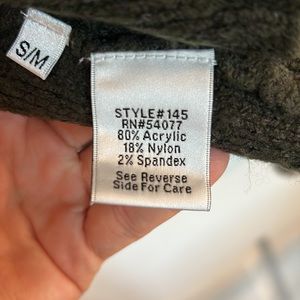 S/M
STYLE#145
RN#54077
80% Acrylic
18% Nylon
2% Spandex
See Reverse
Side For Care